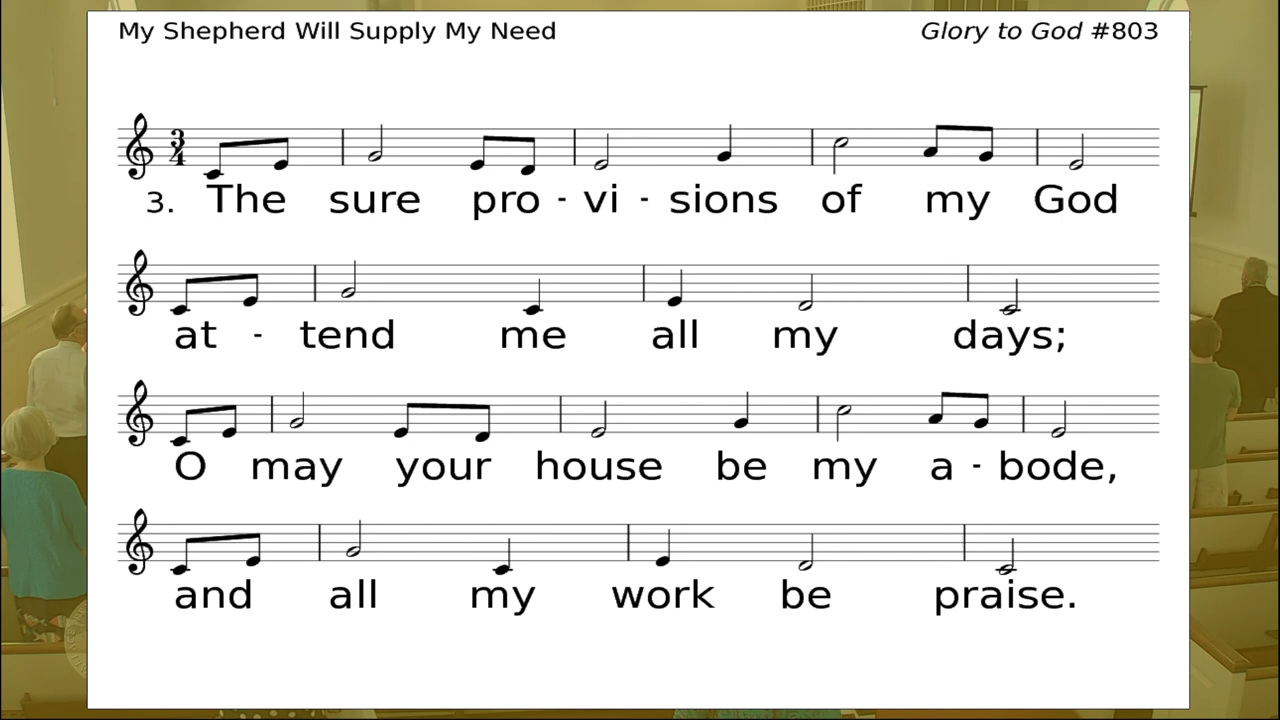 My Shepherd Will Supply My Need
Glory to God #803
3. The sure pro - vi - sions of my God
at - tend me all my days;
O may your house be my a - bode,
and all my work be praise.